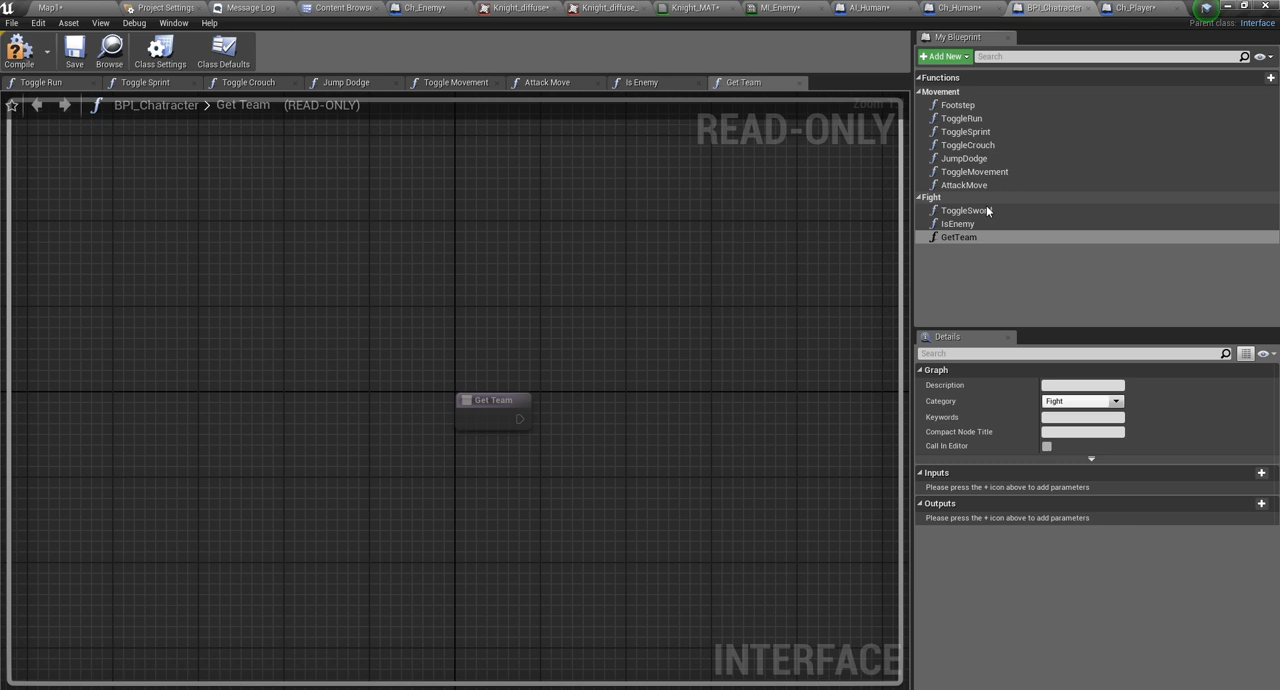 Map1*
Project Settings
Message Log
Content Browse
Ch_Enemy*
Knight_diffuse*
Knight_diffuse_
Knight_MAT*
MI_Enemy*
AI_Human*
Ch_Human*
BPI_Chatracter
Ch_Player*
File Edit Asset View Debug Window Help
Parent class: Interface
Compile
Save
Browse
Class Settings
Class Defaults
My Blueprint
+ Add New
Search
Toggle Run
Toggle Sprint
Toggle Crouch
Jump Dodge
Toggle Movement
Attack Move
Is Enemy
Get Team
BPI_Chatracter > Get Team (READ-ONLY)
READ-ONLY
Get Team
INTERFACE
Functions
Movement
Footstep
ToggleRun
ToggleSprint
ToggleCrouch
JumpDodge
ToggleMovement
AttackMove
Fight
ToggleSword
IsEnemy
GetTeam
Details
Search
Graph
Description
Category Fight
Keywords
Compact Node Title
Call In Editor
Inputs
Please press the + icon above to add parameters
Outputs
Please press the + icon above to add parameters